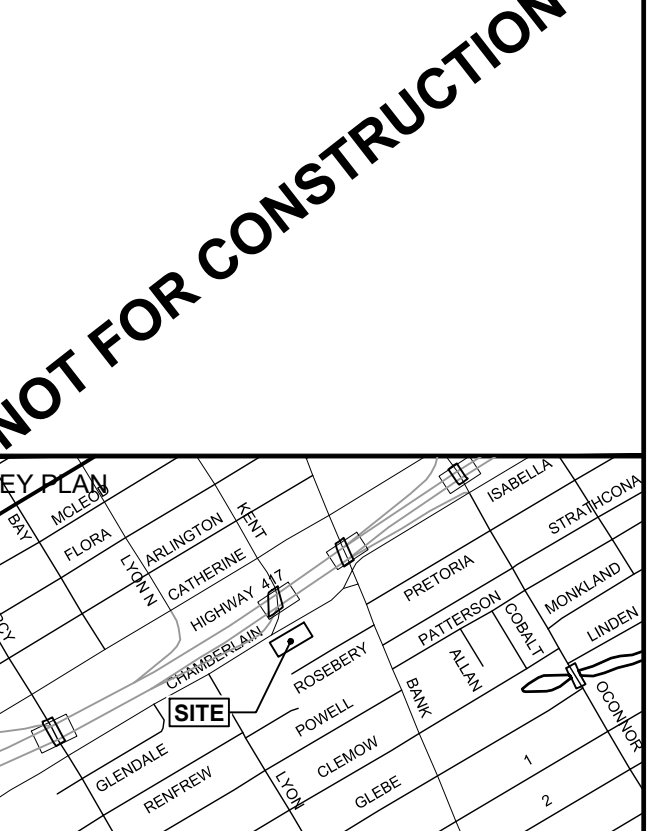 NOT FOR CONSTRUCTION
EY PLAN
MCLEOD
BAY
FLORA
ARLINGTON
KENT
ISABELLA
STRATHCONA
LYON N
CATHERINE
HIGHWAY 417
PRETORIA
MONKLAND
PATTERSON
COBALT
LINDEN
CY
CHAMBERLAIN
ROSEBERY
ALLAN
BANK
SITE
POWELL
OCONNOR
GLENDALE
CLEMOW
RENFREW
LYON
GLEBE
1
2